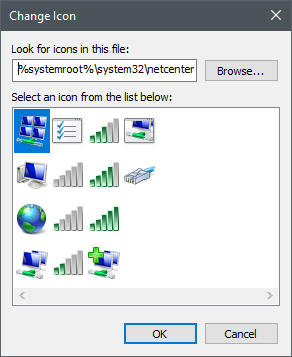 Change Icon
Look for icons in this file:
%systemroot%\system32\netcenter
Browse...
Select an icon from the list below:
OK
Cancel